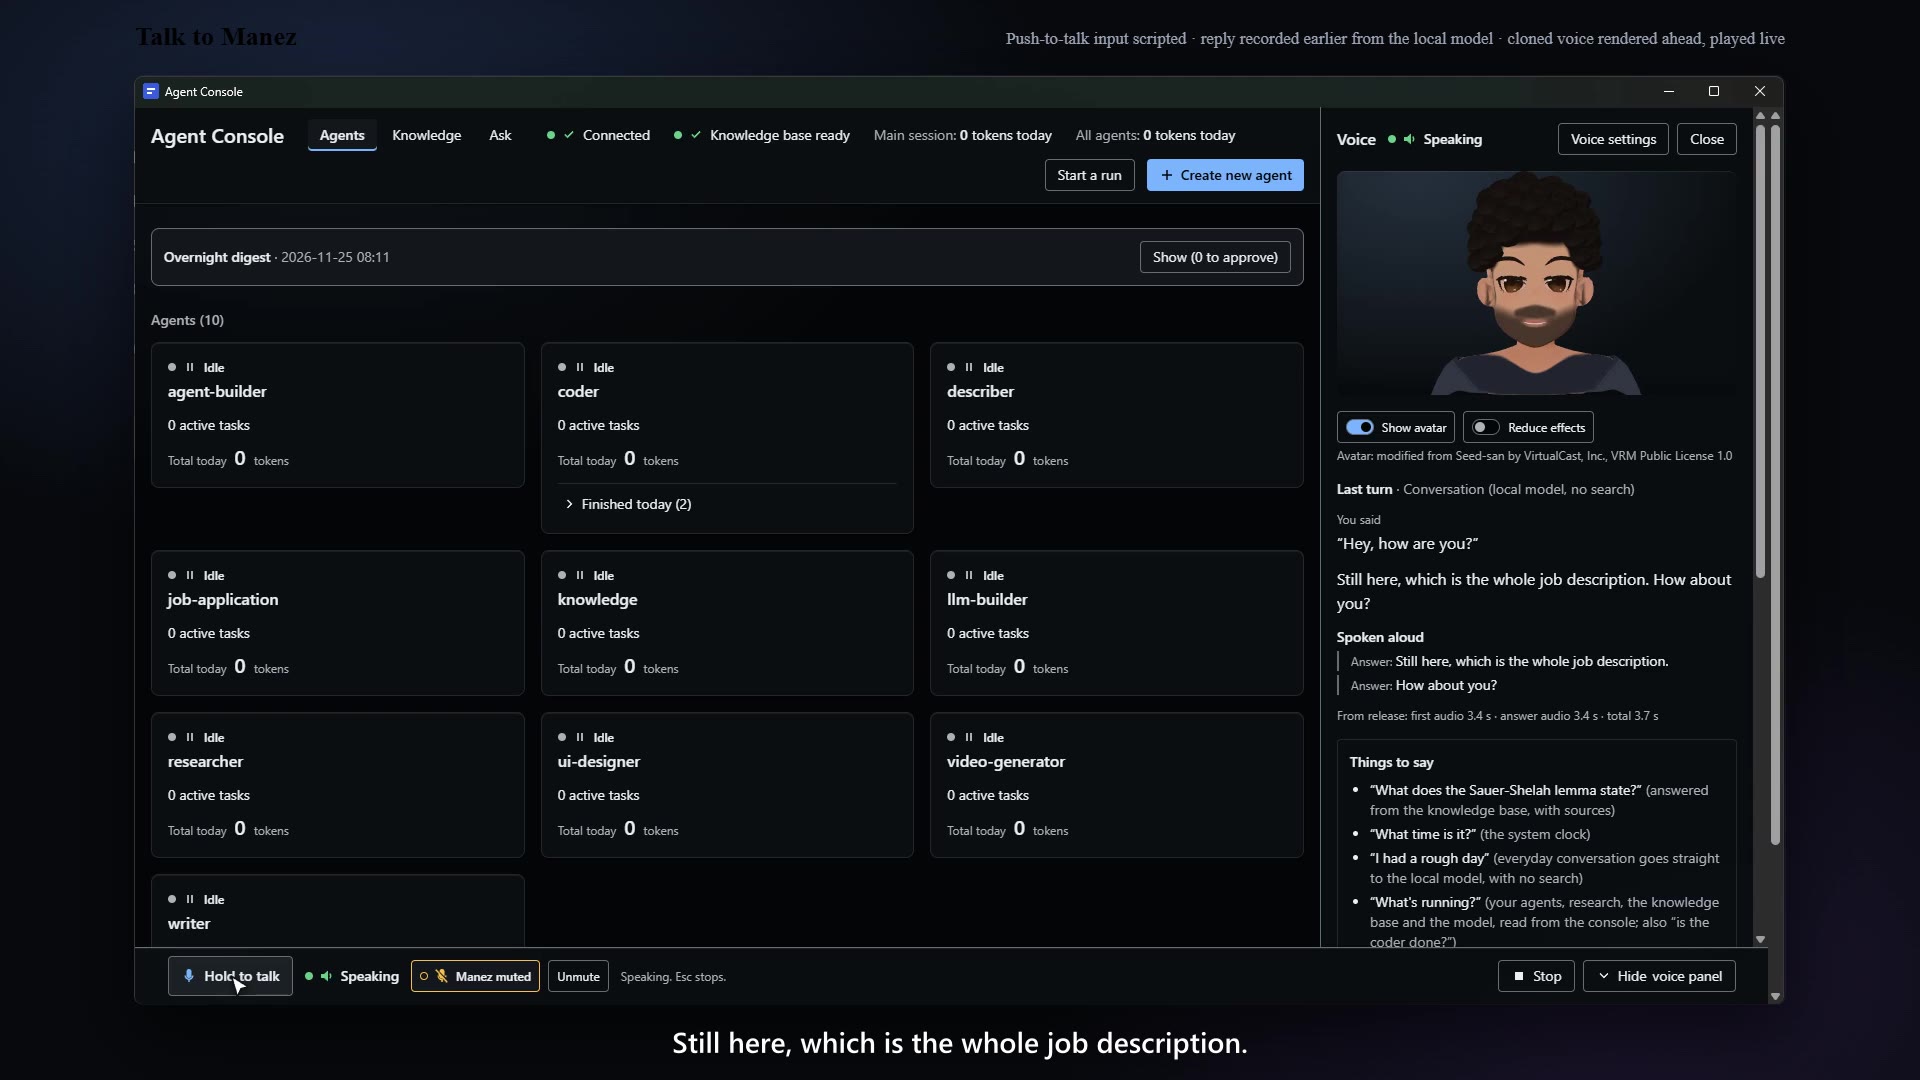 Talk to Manez
Push-to-talk input scripted · reply recorded earlier from the local model · cloned voice rendered ahead, played live
Agent Console
Agent Console
Agents
Knowledge
Ask
Connected
Knowledge base ready
Main session: 0 tokens today
All agents: 0 tokens today
Start a run
+ Create new agent
Overnight digest · 2026-11-25 08:11
Show (0 to approve)
Agents (10)
Idle
agent-builder
0 active tasks
Total today 0 tokens
Idle
coder
0 active tasks
Total today 0 tokens
Finished today (2)
Idle
describer
0 active tasks
Total today 0 tokens
Idle
job-application
0 active tasks
Total today 0 tokens
Idle
knowledge
0 active tasks
Total today 0 tokens
Idle
llm-builder
0 active tasks
Total today 0 tokens
Idle
researcher
0 active tasks
Total today 0 tokens
Idle
ui-designer
0 active tasks
Total today 0 tokens
Idle
video-generator
0 active tasks
Total today 0 tokens
Idle
writer
Voice
Speaking
Voice settings
Close
Show avatar
Reduce effects
Avatar: modified from Seed-san by VirtualCast, Inc., VRM Public License 1.0
Last turn · Conversation (local model, no search)
You said
“Hey, how are you?”
Still here, which is the whole job description. How about
you?
Spoken aloud
Answer: Still here, which is the whole job description.
Answer: How about you?
From release: first audio 3.4 s · answer audio 3.4 s · total 3.7 s
Things to say
• “What does the Sauer-Shelah lemma state?” (answered
from the knowledge base, with sources)
• “What time is it?” (the system clock)
• “I had a rough day” (everyday conversation goes straight
to the local model, with no search)
• “What's running?” (your agents, research, the knowledge
base and the model, read from the console; also “is the
coder done?”)
Hold to talk
Speaking
Manez muted
Unmute
Speaking. Esc stops.
Stop
Hide voice panel
Still here, which is the whole job description.